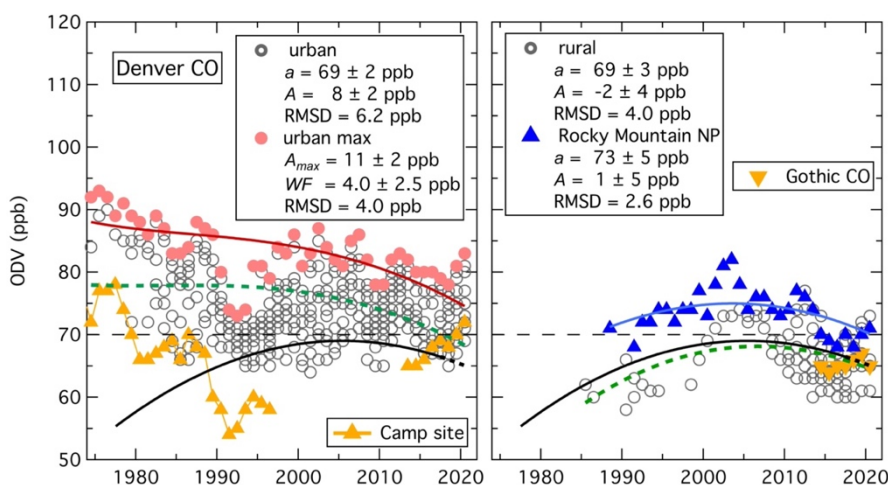 120
110
100
90
80
70
60
50
ODV (ppb)
Denver CO
urban
a = 69 ± 2 ppb
A = 8 ± 2 ppb
RMSD = 6.2 ppb
urban max
Amax = 11 ± 2 ppb
WF = 4.0 ± 2.5 ppb
RMSD = 4.0 ppb
Camp site
1980 1990 2000 2010 2020
rural
a = 69 ± 3 ppb
A = -2 ± 4 ppb
RMSD = 4.0 ppb
Rocky Mountain NP
a = 73 ± 5 ppb
A = 1 ± 5 ppb
RMSD = 2.6 ppb
Gothic CO
1980 1990 2000 2010 2020